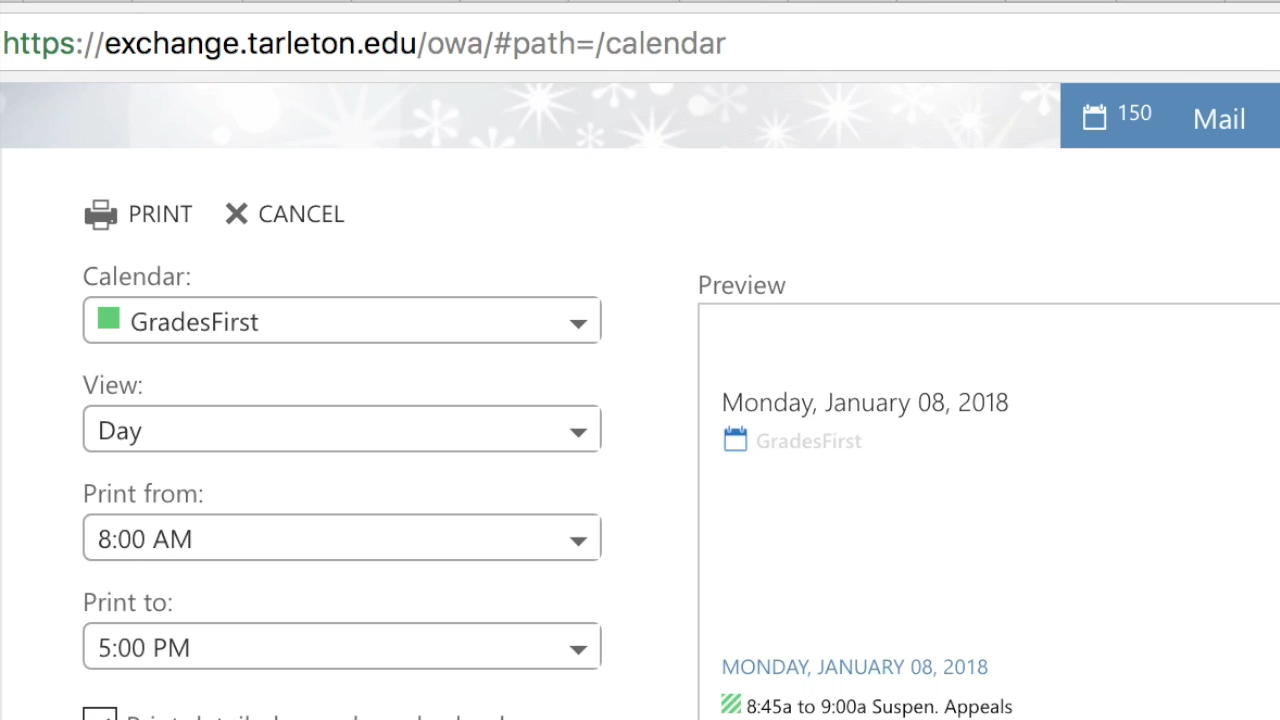 https://exchange.tarleton.edu/owa/#path=/calendar
150 Mail
PRINT CANCEL
Calendar:
GradesFirst
View:
Day
Print from:
8:00 AM
Print to:
5:00 PM
Preview
Monday, January 08, 2018
GradesFirst
MONDAY, JANUARY 08, 2018
8:45a to 9:00a Suspen. Appeals